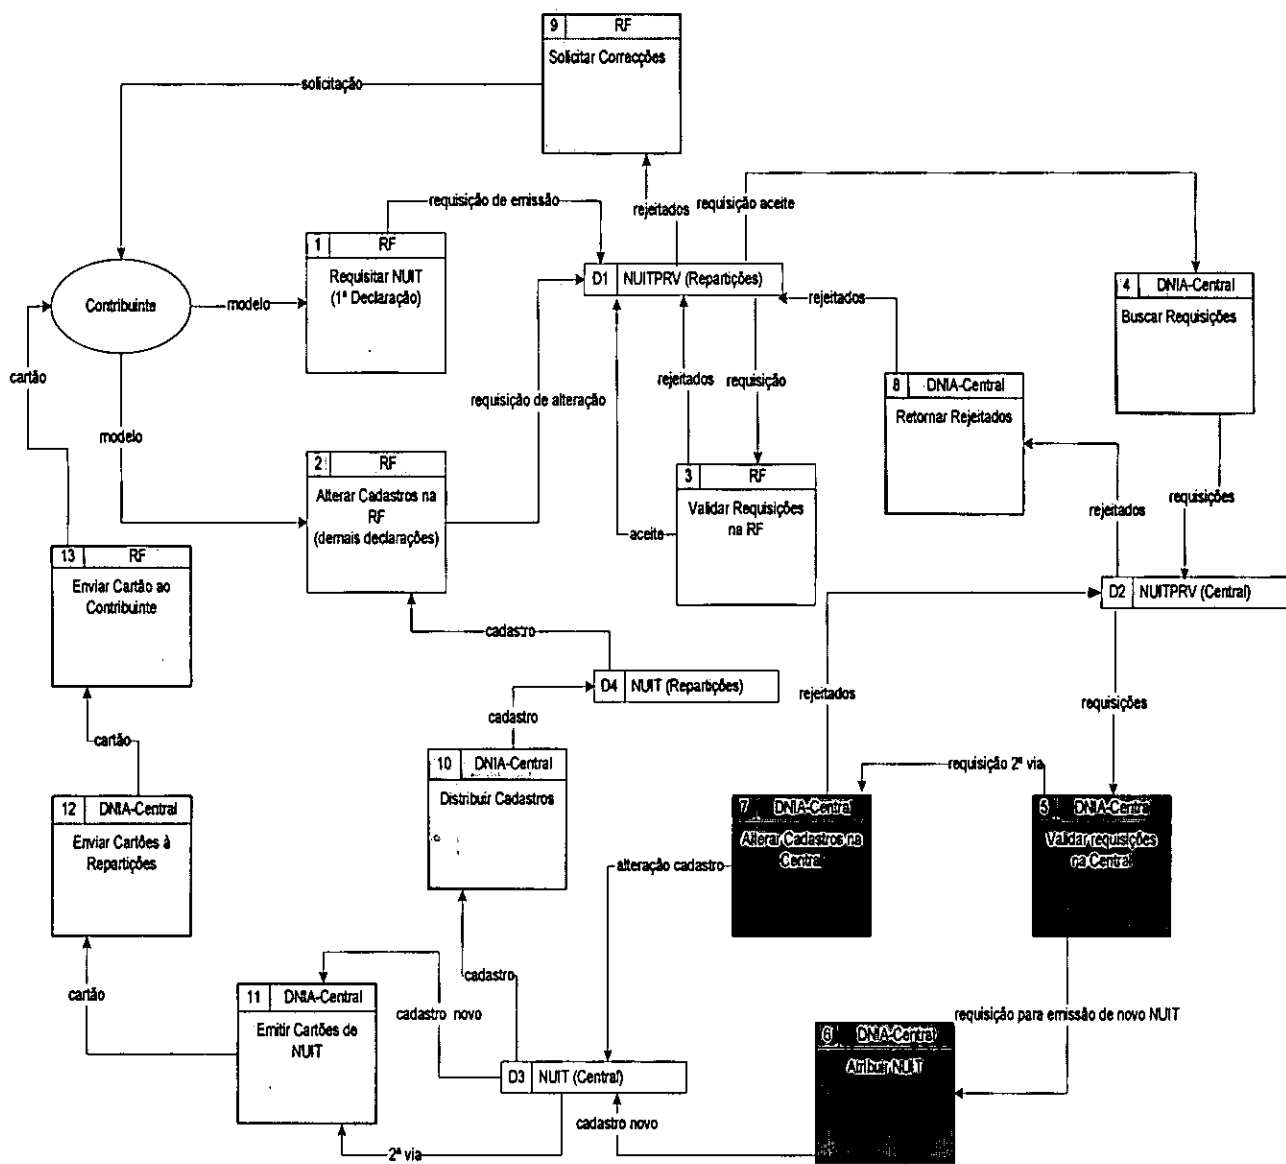 9 RF
Solicitar Correcções
solicitação
requisição de emissão
rejeitados
requisição aceite
1 RF
Requisitar NUIT
(1ª Declaração)
D1 NUITPRV (Repartições)
4 DNIA-Central
Buscar Requisições
Contribuinte
modelo
rejeitados
cartão
rejeitados
requisição
8 DNIA-Central
Retornar Rejeitados
requisição de alteração
modelo
2 RF
Alterar Cadastros na
RF
(demais declarações)
3 RF
Validar Requisições
na RF
aceite
requisições
rejeitados
13 RF
Enviar Cartão ao
Contribuinte
D2 NUITPRV (Central)
cadastro
D4 NUIT (Repartições)
rejeitados
requisições
cadastro
cartão
10 DNIA-Central
Distribuir Cadastros
requisição 2ª via
12 DNIA-Central
Enviar Cartões à
Repartições
7 DNIA-Central
Alterar Cadastros na
Central
5 DNIA-Central
Validar requisições
na Central
alteração cadastro
cadastro
cartão
11 DNIA-Central
Emitir Cartões de
NUIT
cadastro novo
requisição para emissão de novo NUIT
6 DNIA-Central
Atribuir NUIT
D3 NUIT (Central)
cadastro novo
2ª via